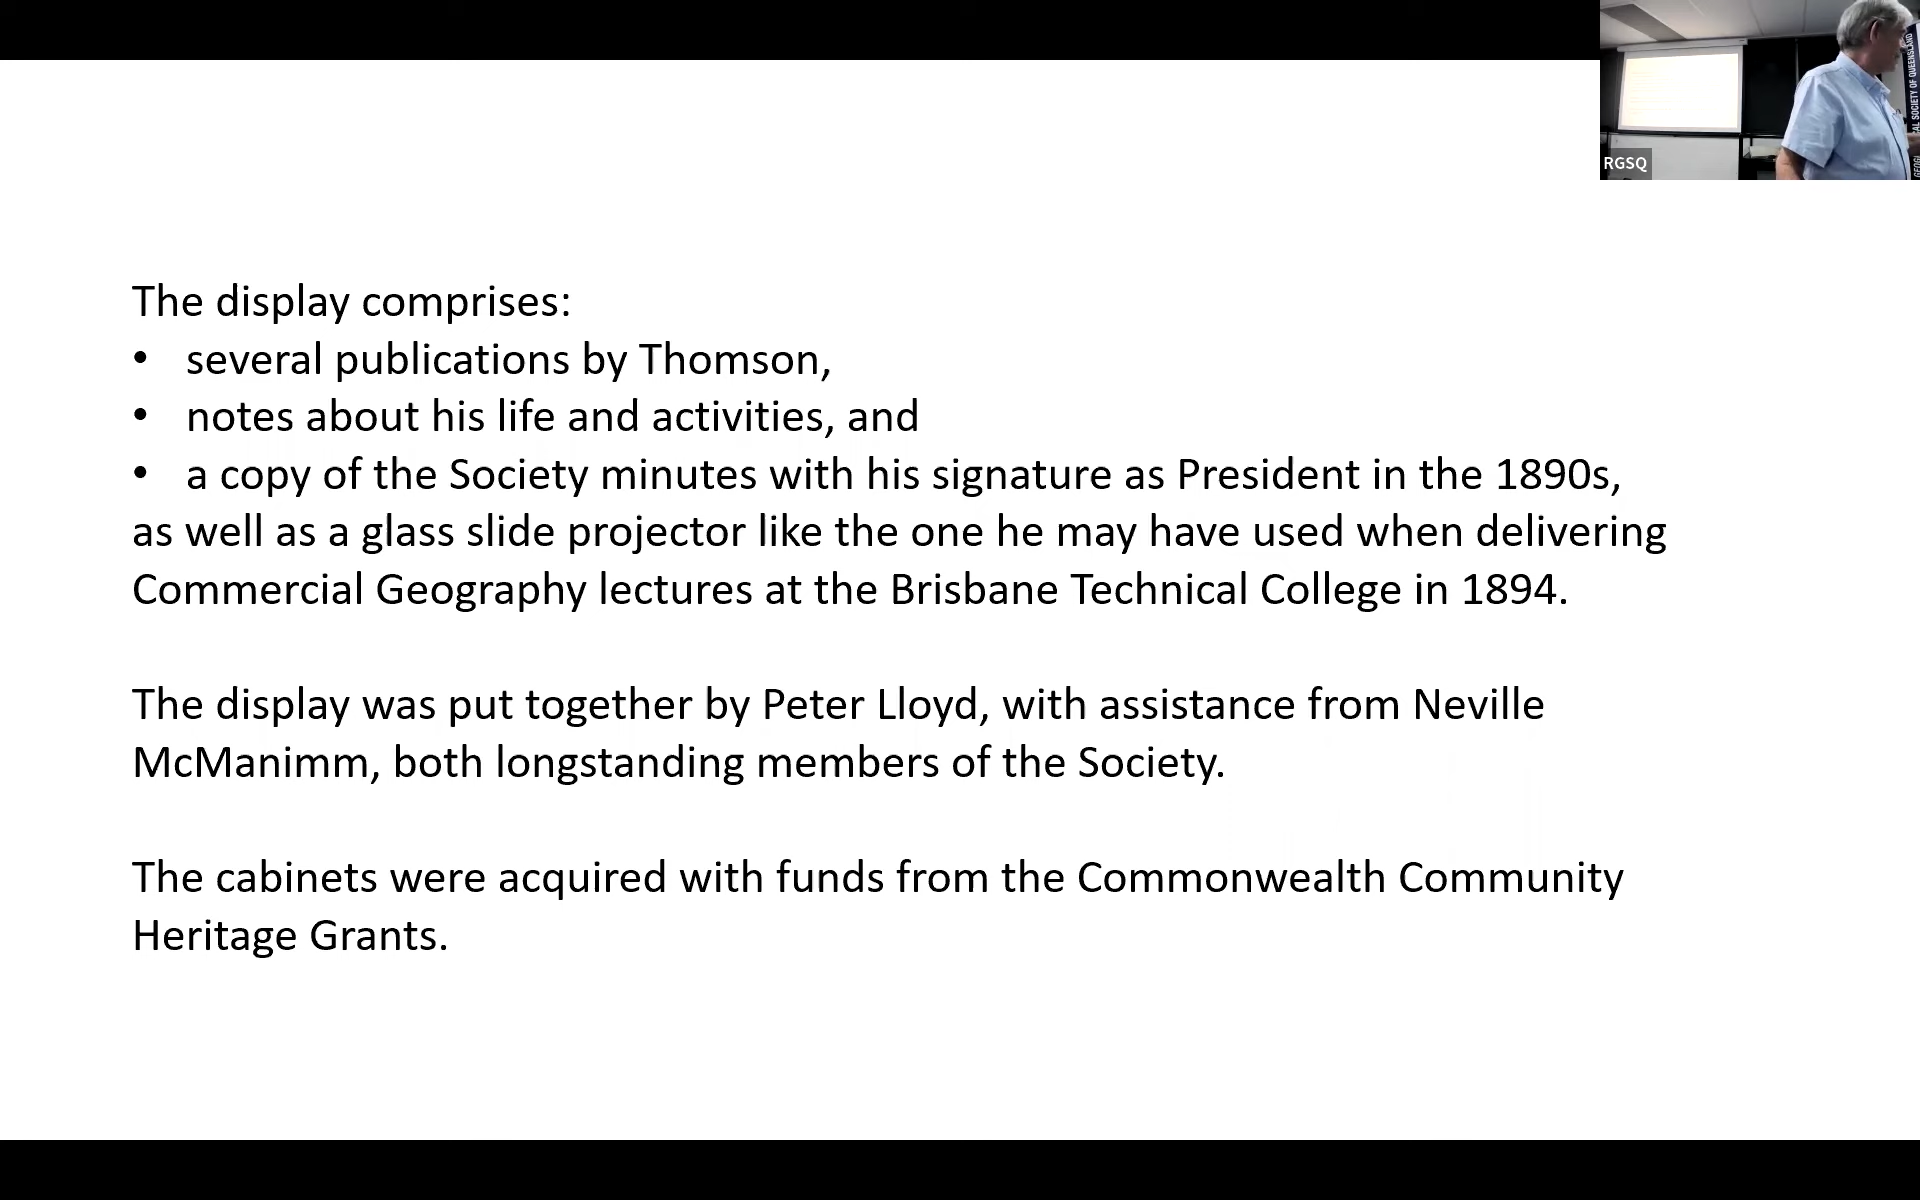 AL SOCIETY OF QUEENSLAND
RGSQ
The display comprises:
• several publications by Thomson,
• notes about his life and activities, and
• a copy of the Society minutes with his signature as President in the 1890s,
as well as a glass slide projector like the one he may have used when delivering
Commercial Geography lectures at the Brisbane Technical College in 1894.
The display was put together by Peter Lloyd, with assistance from Neville
McManimm, both longstanding members of the Society.
The cabinets were acquired with funds from the Commonwealth Community
Heritage Grants.